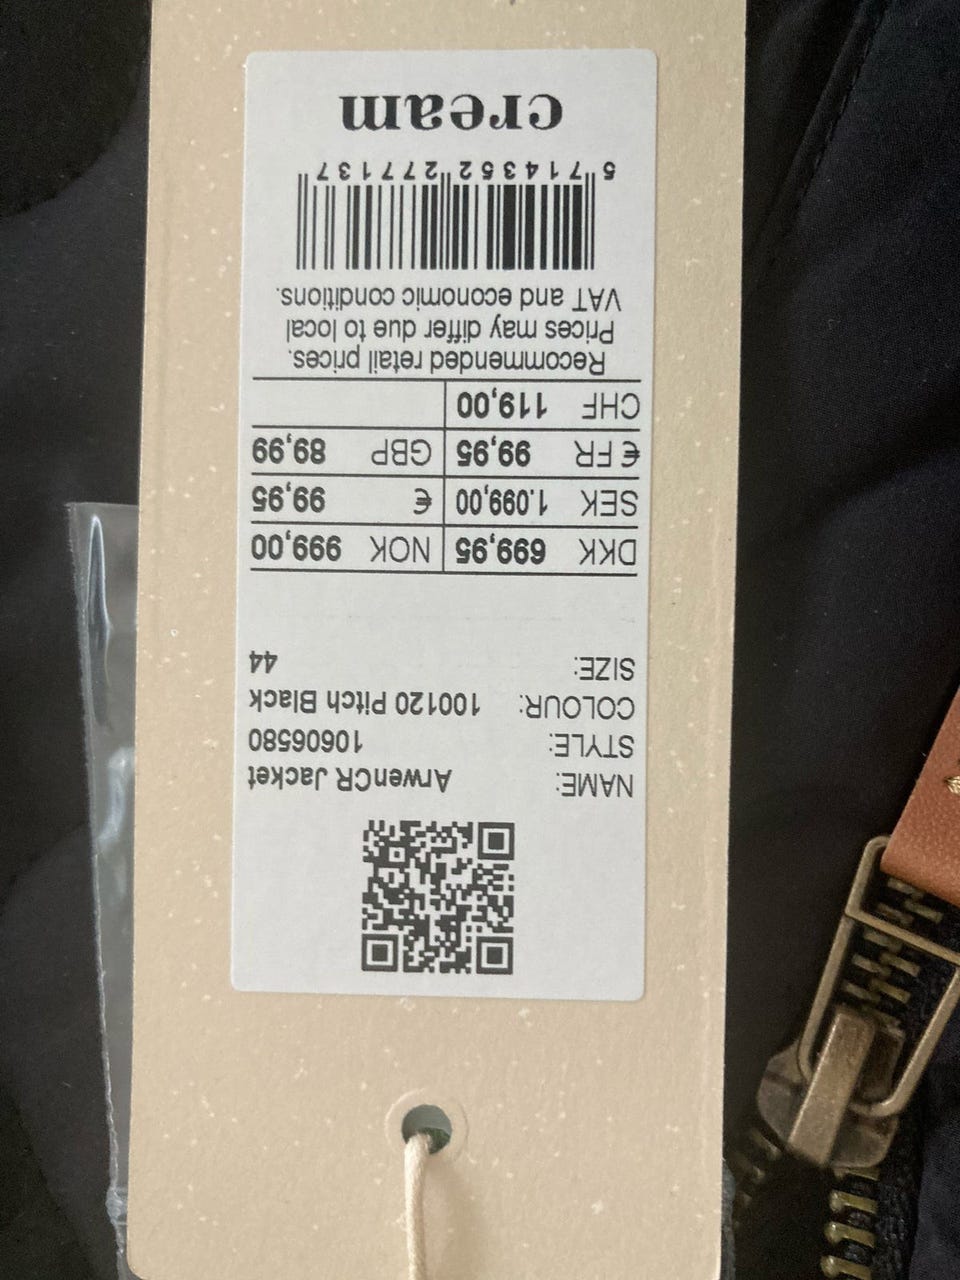 NAME: ArwenCR Jacket
STYLE: 10606580
COLOUR: 100120 Pitch Black
SIZE: 44
DKK 699,95 NOK 999,00
SEK 1.099,00 € 99,95
€ FR 99,95 GBP 89,99
CHF 119,00
Recommended retail prices.
Prices may differ due to local
VAT and economic conditions.
5 714352 277137
cream